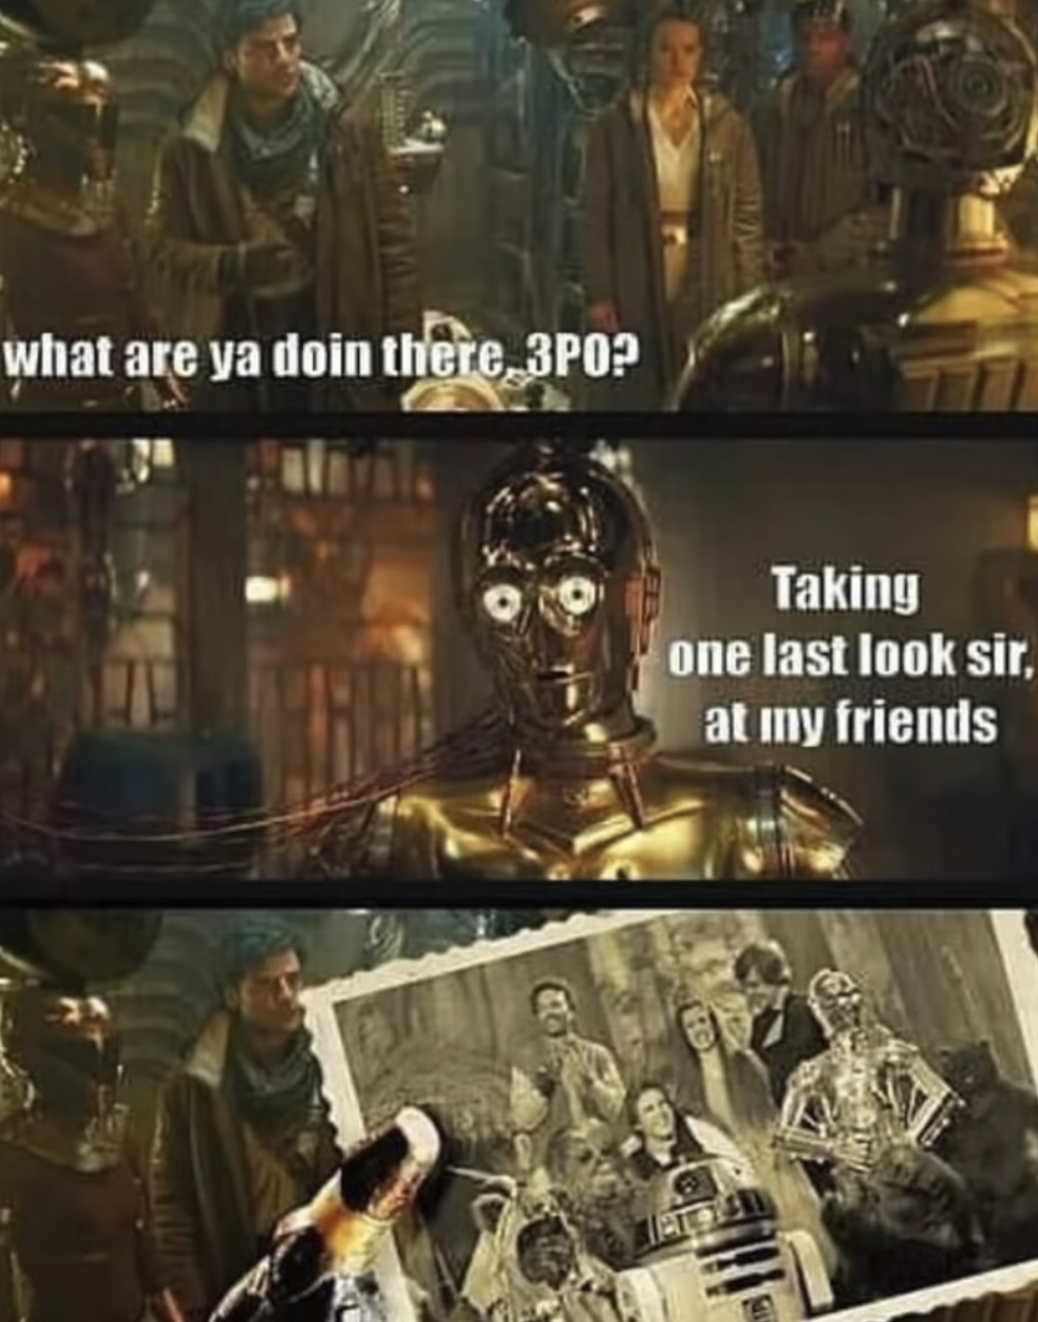 what are ya doin there, 3PO?
Taking
one last look sir,
at my friends